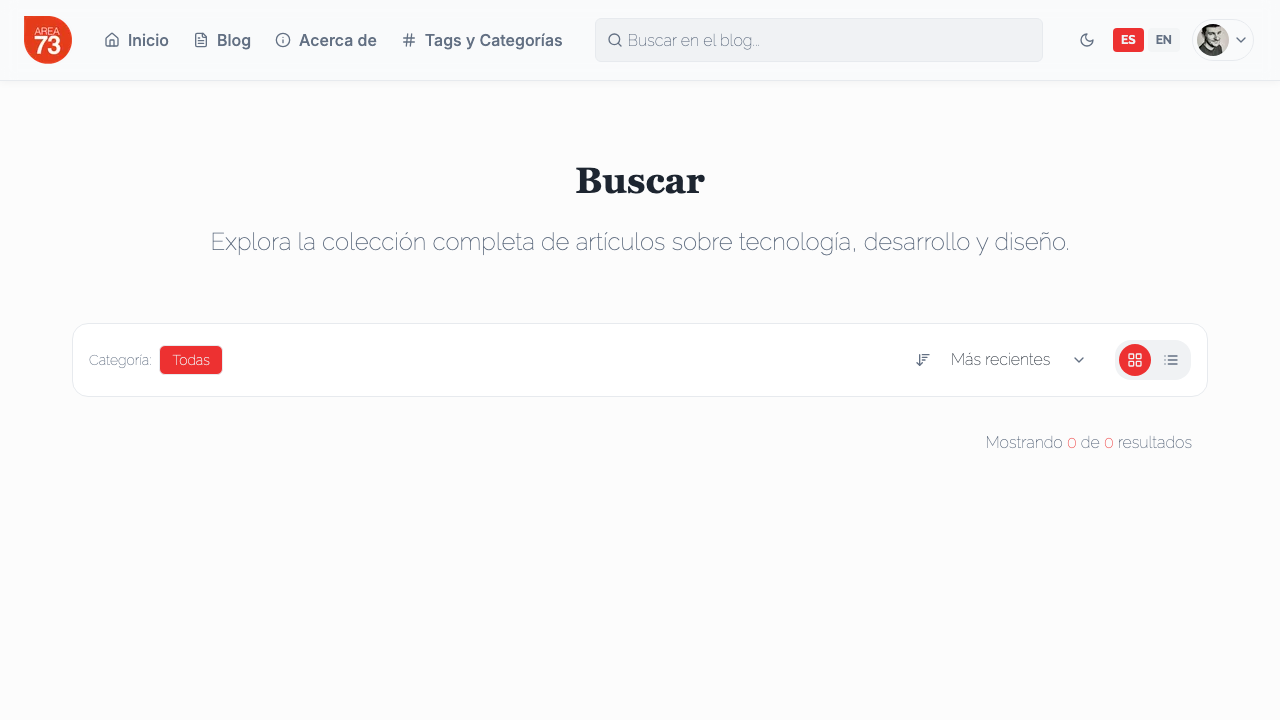 AREA
73
Inicio
Blog
Acerca de
Tags y Categorías
Buscar en el blog...
ES
EN
Buscar
Explora la colección completa de artículos sobre tecnología, desarrollo y diseño.
Categoría:
Todas
Más recientes
Mostrando 0 de 0 resultados